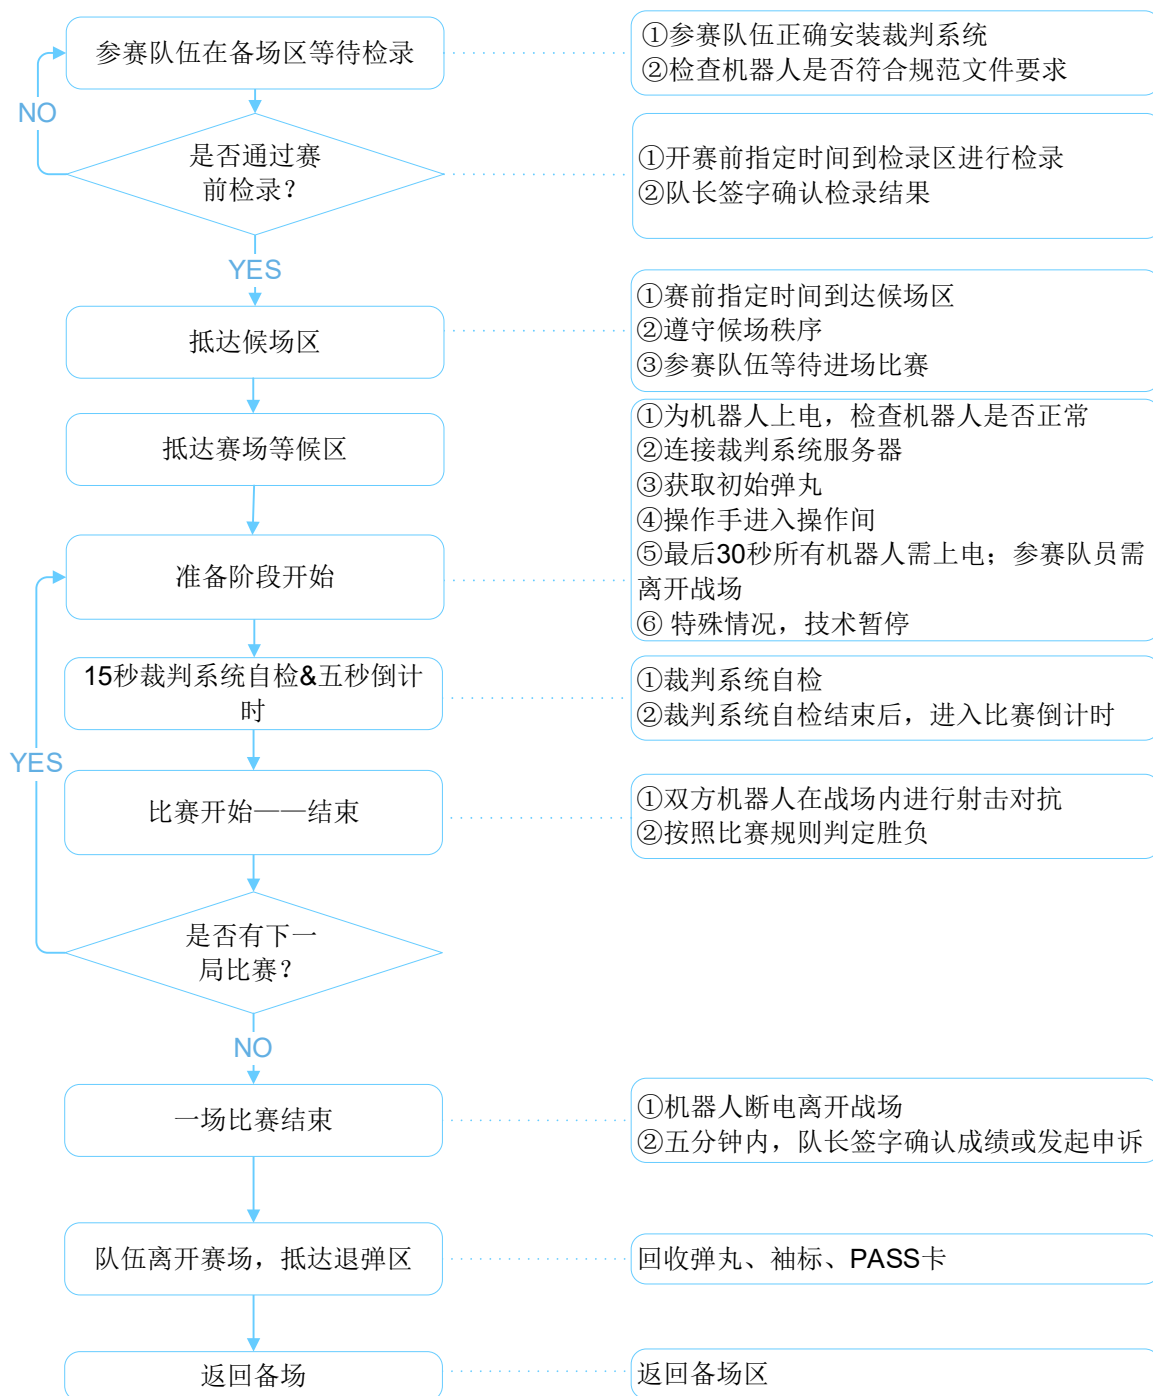 参赛队伍在备场区等待检录
①参赛队伍正确安装裁判系统
②检查机器人是否符合规范文件要求
NO
是否通过赛
前检录？
①开赛前指定时间到检录区进行检录
②队长签字确认检录结果
YES
抵达候场区
①赛前指定时间到达候场区
②遵守候场秩序
③参赛队伍等待进场比赛
抵达赛场等候区
准备阶段开始
①为机器人上电，检查机器人是否正常
②连接裁判系统服务器
③获取初始弹丸
④操作手进入操作间
⑤最后30秒所有机器人需上电；参赛队员需
离开战场
⑥ 特殊情况，技术暂停
15秒裁判系统自检&五秒倒计
时
①裁判系统自检
②裁判系统自检结束后，进入比赛倒计时
YES
比赛开始——结束
①双方机器人在战场内进行射击对抗
②按照比赛规则判定胜负
是否有下一
局比赛？
NO
一场比赛结束
①机器人断电离开战场
②五分钟内，队长签字确认成绩或发起申诉
队伍离开赛场，抵达退弹区
回收弹丸、袖标、PASS卡
返回备场
返回备场区